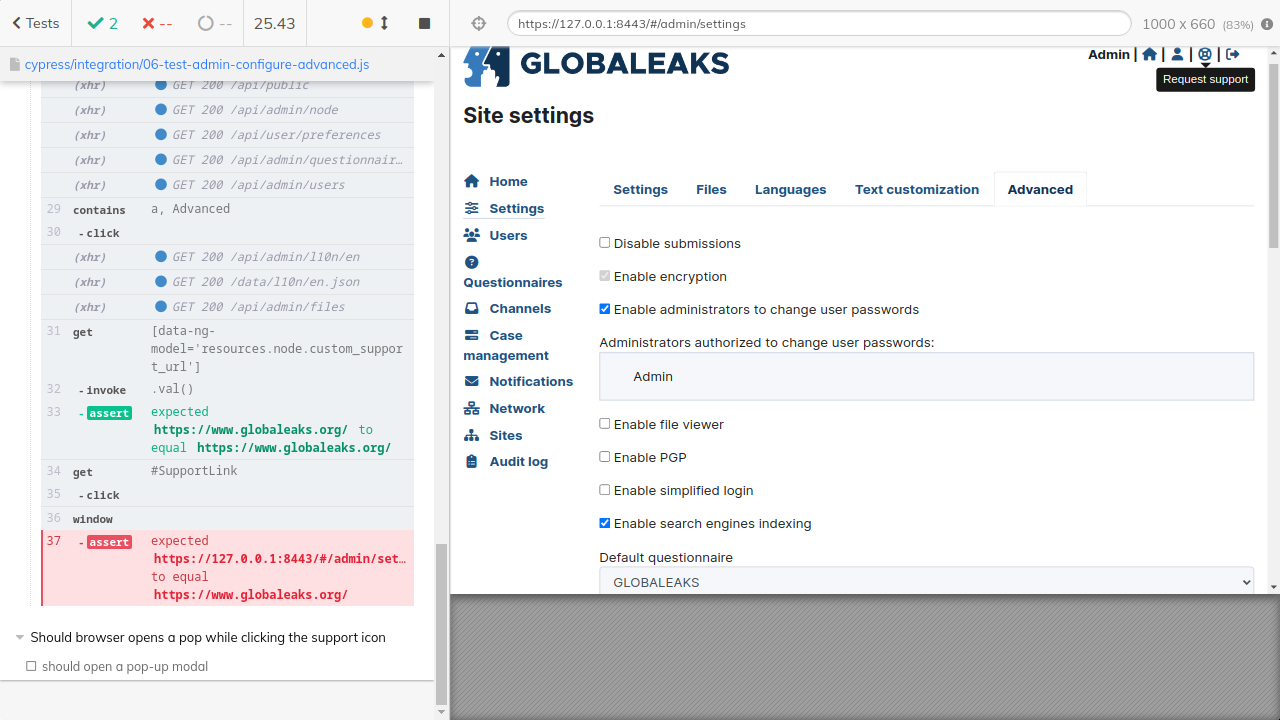 Tests
2
--
--
25.43
https://127.0.0.1:8443/#/admin/settings
1000 x 660 (83%)
cypress/integration/06-test-admin-configure-advanced.js
(xhr) GET 200 /api/public
(xhr) GET 200 /api/admin/node
(xhr) GET 200 /api/user/preferences
(xhr) GET 200 /api/admin/questionnair…
(xhr) GET 200 /api/admin/users
29 contains a, Advanced
30 -click
(xhr) GET 200 /api/admin/l10n/en
(xhr) GET 200 /data/l10n/en.json
(xhr) GET 200 /api/admin/files
31 get [data-ng-
model='resources.node.custom_suppor
t_url']
32 -invoke .val()
33 -assert expected
https://www.globaleaks.org/ to
equal https://www.globaleaks.org/
34 get #SupportLink
35 -click
36 window
37 -assert expected
https://127.0.0.1:8443/#/admin/set…
to equal
https://www.globaleaks.org/
Should browser opens a pop while clicking the support icon
should open a pop-up modal
GLOBALEAKS
Admin | | | |
Request support
Site settings
Home
Settings
Users
Questionnaires
Channels
Case
management
Notifications
Network
Sites
Audit log
Settings
Files
Languages
Text customization
Advanced
Disable submissions
Enable encryption
Enable administrators to change user passwords
Administrators authorized to change user passwords:
Admin
Enable file viewer
Enable PGP
Enable simplified login
Enable search engines indexing
Default questionnaire
GLOBALEAKS